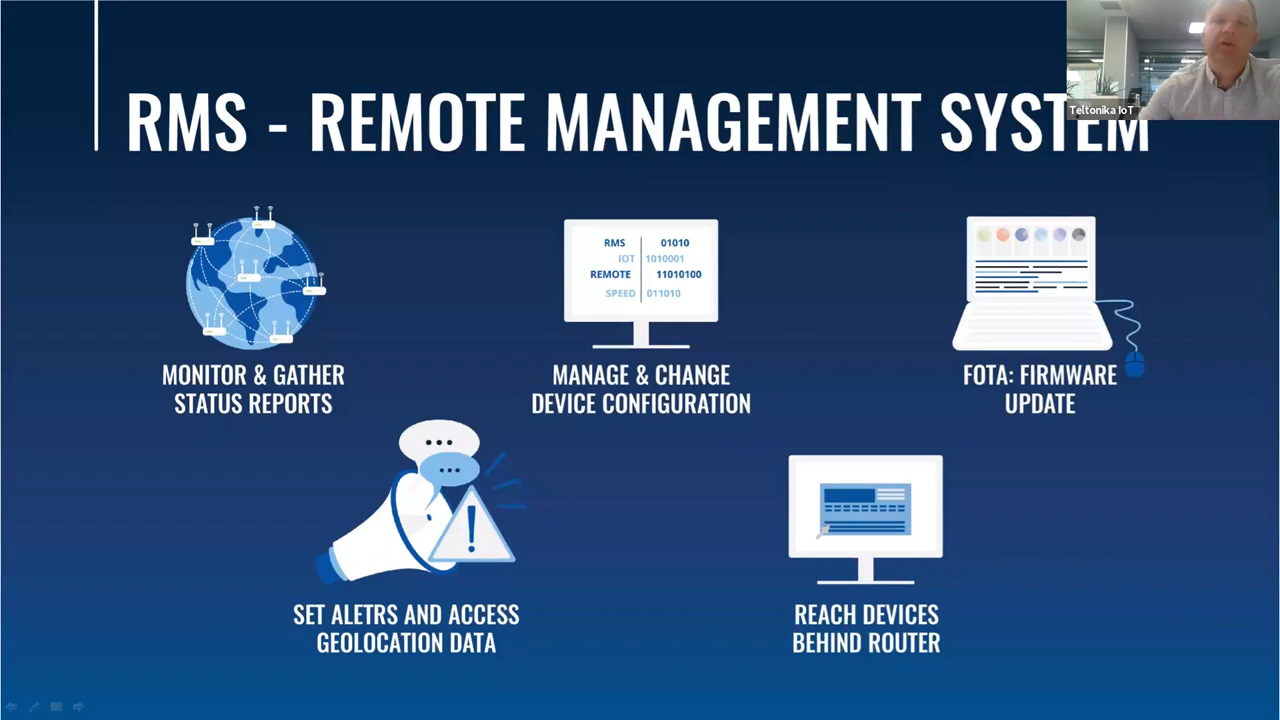 RMS - REMOTE MANAGEMENT SYSTEM
Teltonika IoT
RMS 01010
IOT 1010001
REMOTE 11010100
SPEED 011010
MONITOR & GATHER
STATUS REPORTS
MANAGE & CHANGE
DEVICE CONFIGURATION
FOTA: FIRMWARE
UPDATE
SET ALETRS AND ACCESS
GEOLOCATION DATA
REACH DEVICES
BEHIND ROUTER